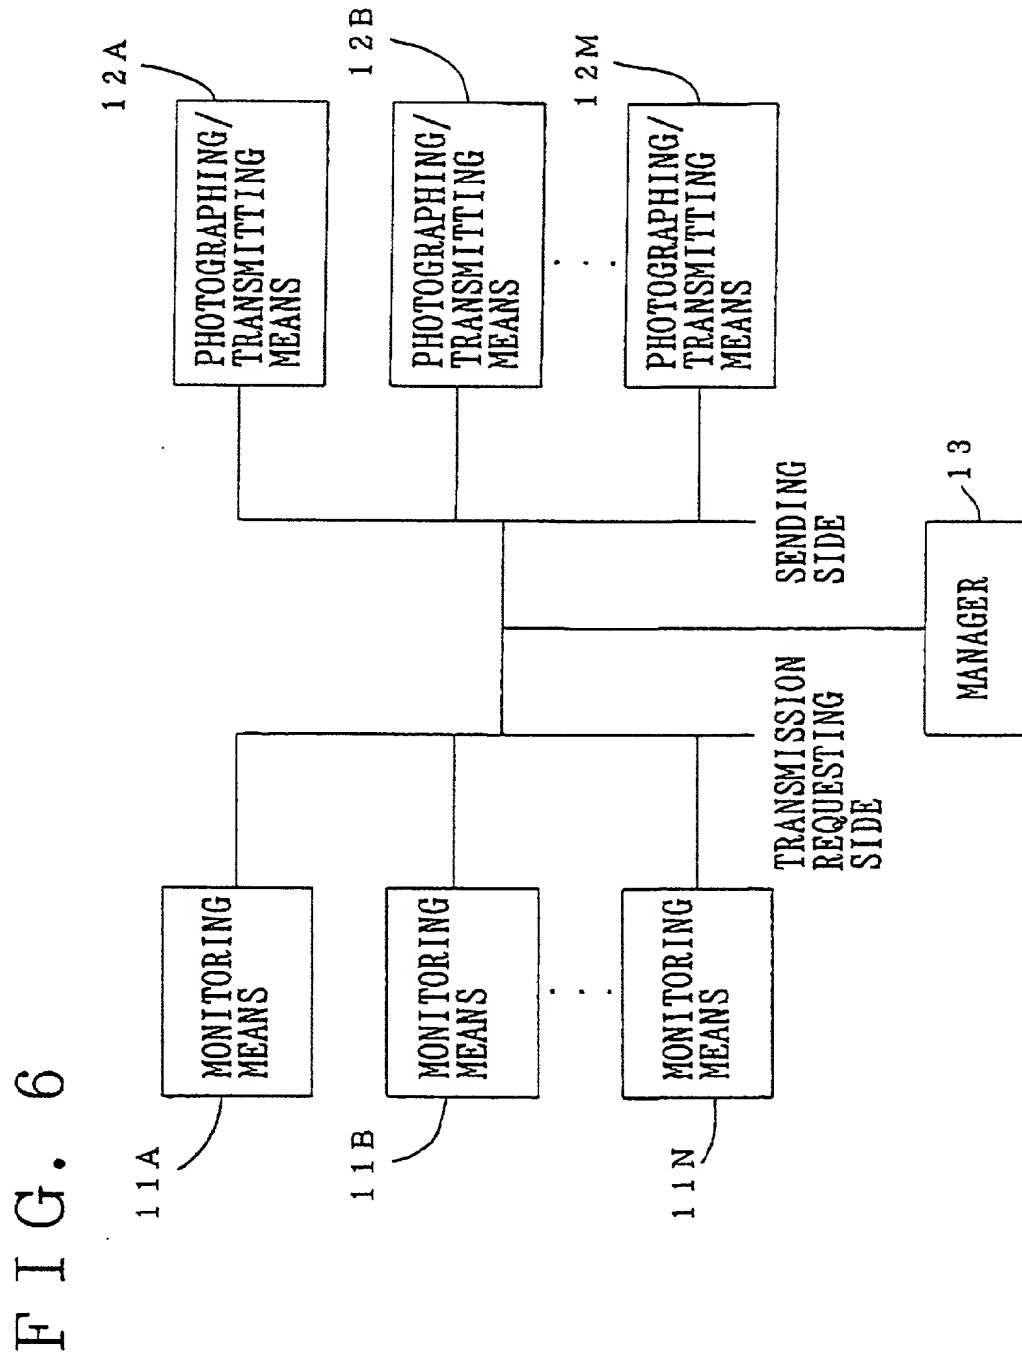 FIG. 6
11A
MONITORING
MEANS
12A
PHOTOGRAPHING/
TRANSMITTING
MEANS
11B
MONITORING
MEANS
12B
PHOTOGRAPHING/
TRANSMITTING
MEANS
. . .
. . .
11N
MONITORING
MEANS
12M
PHOTOGRAPHING/
TRANSMITTING
MEANS
TRANSMISSION
REQUESTING
SIDE
SENDING
SIDE
MANAGER
13